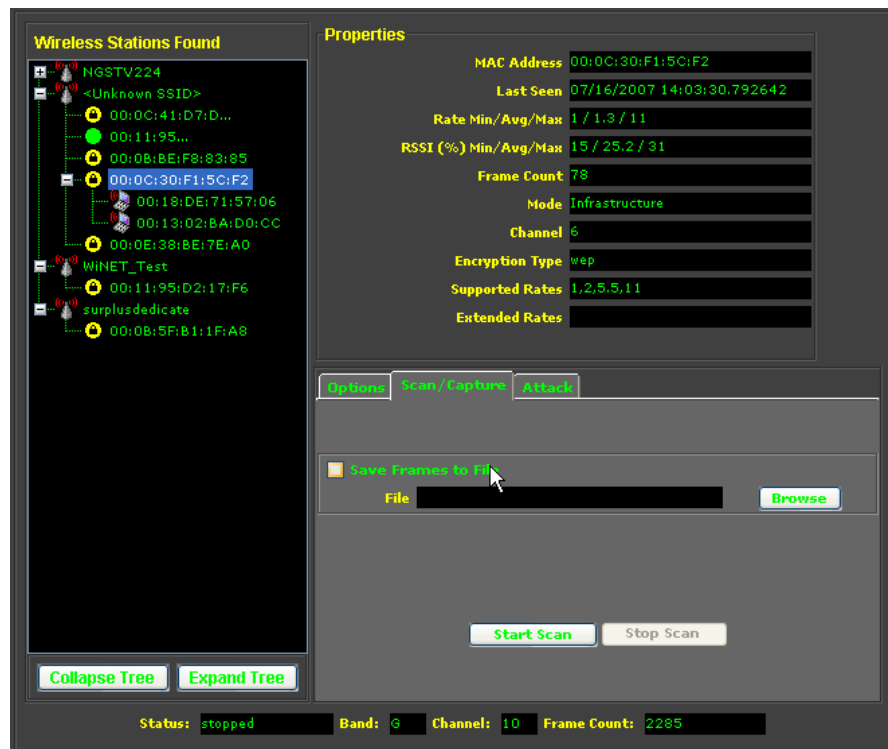 Wireless Stations Found
NGSTV224
<Unknown SSID>
00:0C:41:D7:D...
00:11:95...
00:0B:BE:F8:83:85
00:0C:30:F1:5C:F2
00:18:DE:71:57:06
00:13:02:BA:D0:CC
00:0E:38:BE:7E:A0
WiNET_Test
00:11:95:D2:17:F6
surplusdedicate
00:0B:5F:B1:1F:A8
Collapse Tree Expand Tree
Properties
MAC Address 00:0C:30:F1:5C:F2
Last Seen 07/16/2007 14:03:30.792642
Rate Min/Avg/Max 1 / 1.3 / 11
RSSI (%) Min/Avg/Max 15 / 25.2 / 31
Frame Count 78
Mode Infrastructure
Channel 6
Encryption Type wep
Supported Rates 1,2,5.5,11
Extended Rates
Options Scan/Capture Attack
Save Frames to File
File Browse
Start Scan Stop Scan
Status: stopped Band: G Channel: 10 Frame Count: 2285